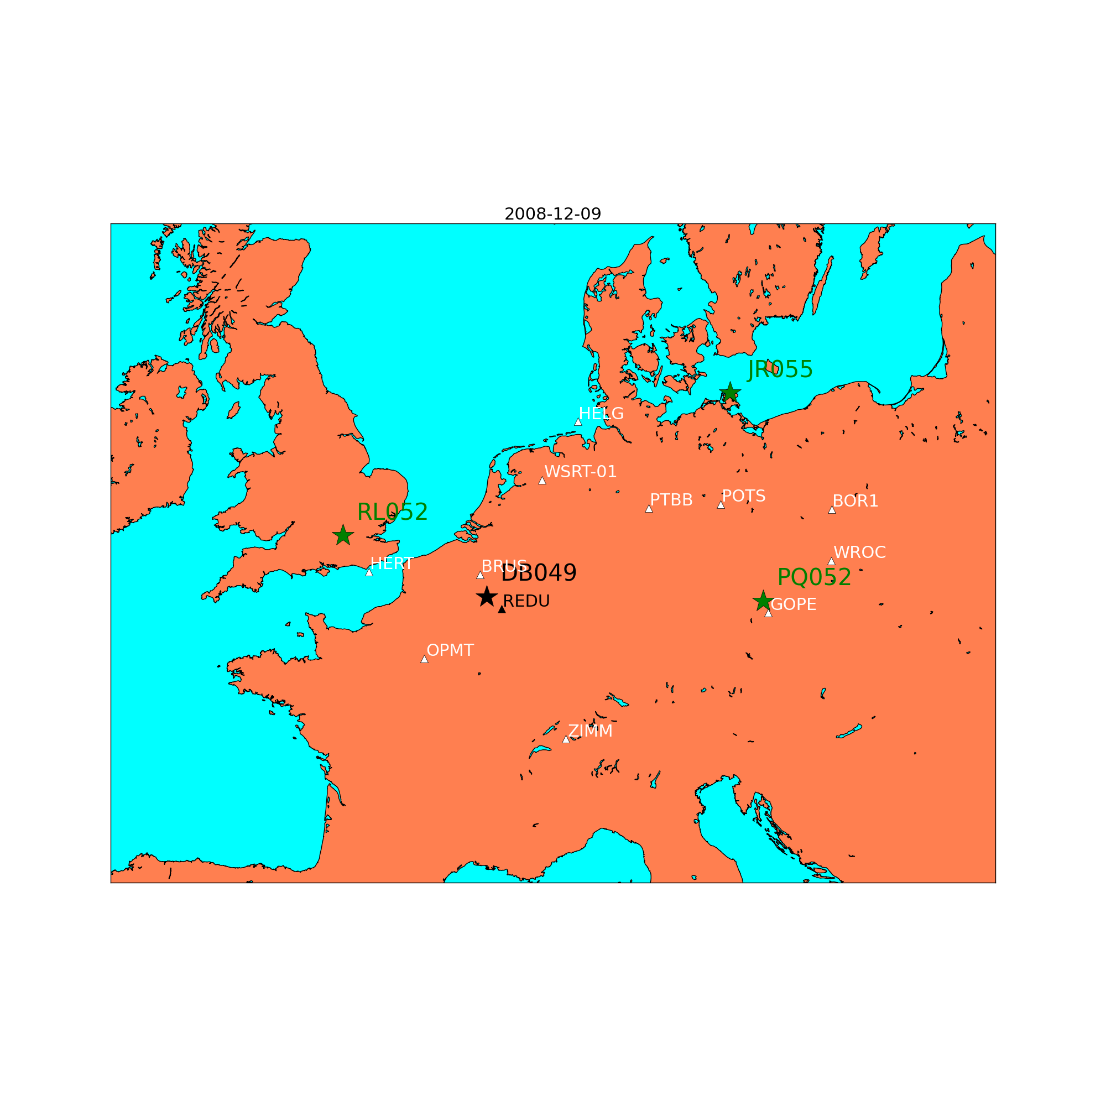 2008-12-09
JR055
HELG
WSRT-01
PTBB
POTS
BOR1
RL052
HERT
BRUS
DB049
REDU
WROC
PQ052
GOPE
OPMT
ZIMM